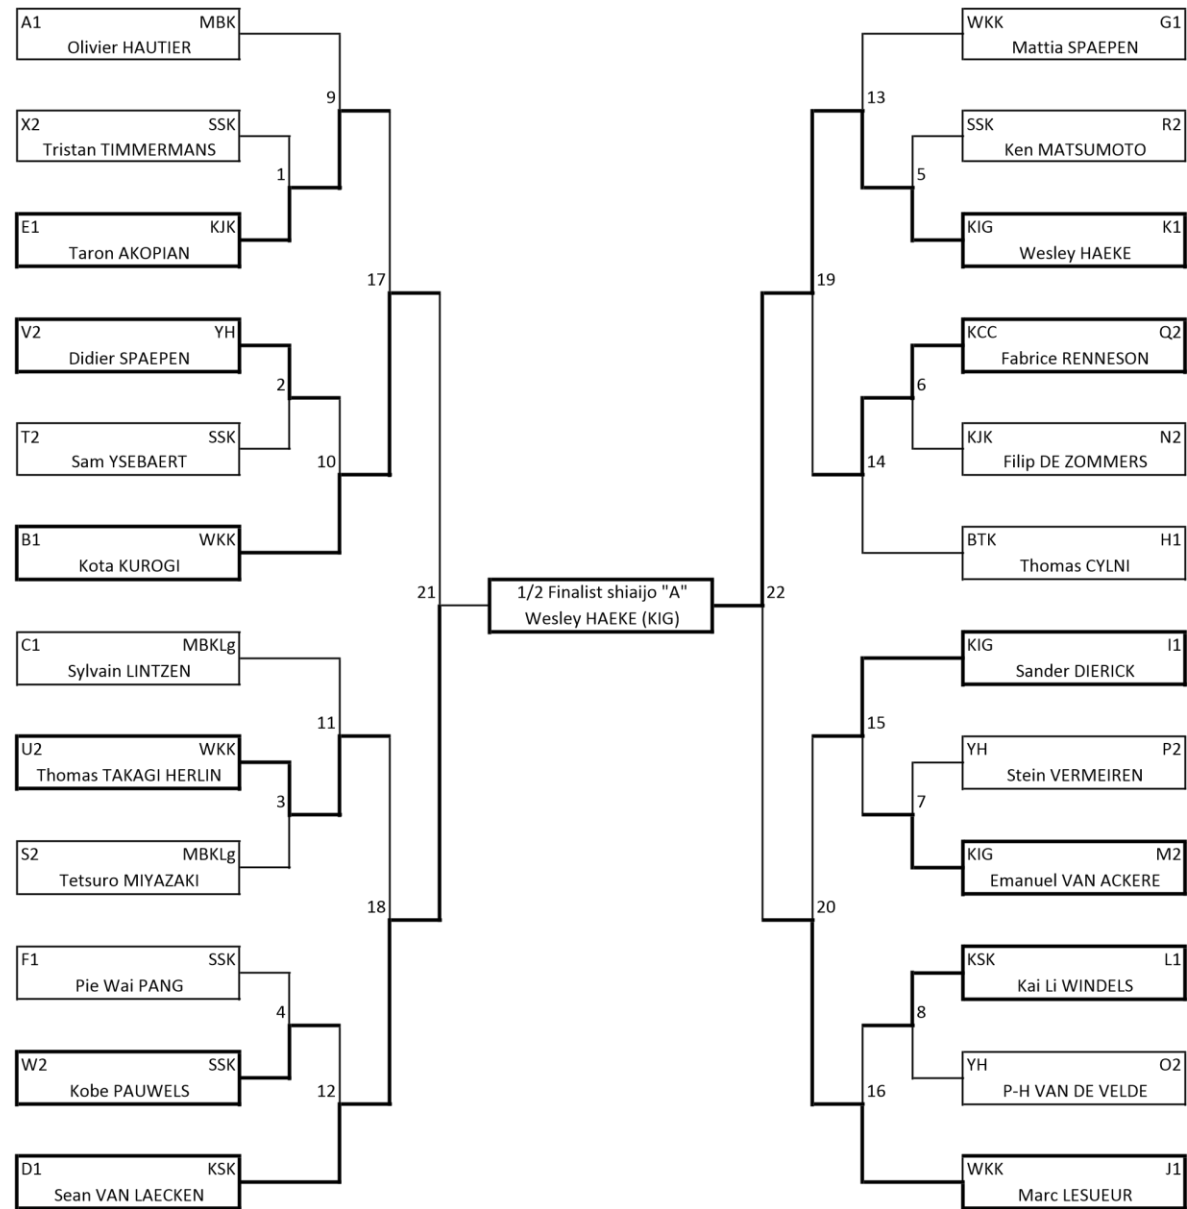 A1 MBK
Olivier HAUTIER
9
X2 SSK
Tristan TIMMERMANS
1
E1 KJK
Taron AKOPIAN
17
V2 YH
Didier SPAEPEN
2
T2 SSK
Sam YSEBAERT
10
B1 WKK
Kota KUROGI
21
C1 MBKLg
Sylvain LINTZEN
11
U2 WKK
Thomas TAKAGI HERLIN
3
S2 MBKLg
Tetsuro MIYAZAKI
18
F1 SSK
Pie Wai PANG
4
W2 SSK
Kobe PAUWELS
12
D1 KSK
Sean VAN LAECKEN
1/2 Finalist shiaijo "A"
Wesley HAEKE (KIG)
WKK G1
Mattia SPAEPEN
13
SSK R2
Ken MATSUMOTO
5
KIG K1
Wesley HAEKE
19
KCC Q2
Fabrice RENNESON
6
KJK N2
Filip DE ZOMMERS
14
BTK H1
Thomas CYLNI
22
KIG I1
Sander DIERICK
15
YH P2
Stein VERMEIREN
7
KIG M2
Emanuel VAN ACKERE
20
KSK L1
Kai Li WINDELS
8
YH O2
P-H VAN DE VELDE
16
WKK J1
Marc LESUEUR